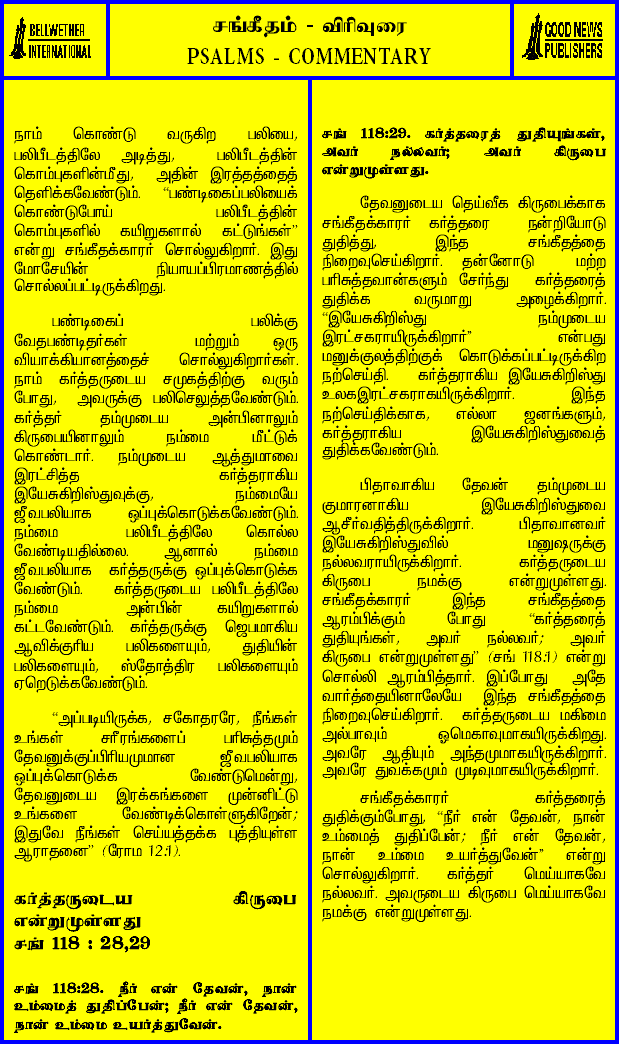 BELLWETHER
INTERNATIONAL
சங்கீதம் - விரிவுரை
PSALMS - COMMENTARY
GOOD NEWS
PUBLISHERS
நாம் கொண்டு வருகிற பலியை,
பலிபீடத்திலே அடித்து, பலிபீடத்தின்
கொம்புகளின்மீது, அதின் இரத்தத்தைத்
தெளிக்கவேண்டும். “பண்டிகைப்பலியைக்
கொண்டுபோய் பலிபீடத்தின்
கொம்புகளில் கயிறுகளால் கட்டுங்கள்”
என்று சங்கீதக்காரர் சொல்லுகிறார். இது
மோசேயின் நியாயப்பிரமாணத்தில்
சொல்லப்பட்டிருக்கிறது.
பண்டிகைப் பலிக்கு
வேதபண்டிதர்கள் மற்றும் ஒரு
வியாக்கியானத்தைச் சொல்லுகிறார்கள்.
நாம் கர்த்தருடைய சமுகத்திற்கு வரும்
போது, அவருக்கு பலிசெலுத்தவேண்டும்.
கர்த்தர் தம்முடைய அன்பினாலும்
கிருபையினாலும் நம்மை மீட்டுக்
கொண்டார். நம்முடைய ஆத்துமாவை
இரட்சித்த கர்த்தராகிய
இயேசுகிறிஸ்துவுக்கு, நம்மையே
ஜீவபலியாக ஒப்புக்கொடுக்கவேண்டும்.
நம்மை பலிபீடத்திலே கொல்ல
வேண்டியதில்லை. ஆனால் நம்மை
ஜீவபலியாக கர்த்தருக்கு ஒப்புக்கொடுக்க
வேண்டும். கர்த்தருடைய பலிபீடத்திலே
நம்மை அன்பின் கயிறுகளால்
கட்டவேண்டும். கர்த்தருக்கு ஜெபமாகிய
ஆவிக்குரிய பலிகளையும், துதியின்
பலிகளையும், ஸ்தோத்திர பலிகளையும்
ஏறெடுக்கவேண்டும்.
“அப்படியிருக்க, சகோதரரே, நீங்கள்
உங்கள் சரீரங்களைப் பரிசுத்தமும்
தேவனுக்குப்பிரியமுமான ஜீவபலியாக
ஒப்புக்கொடுக்க வேண்டுமென்று,
தேவனுடைய இரக்கங்களை முன்னிட்டு
உங்களை வேண்டிக்கொள்ளுகிறேன்;
இதுவே நீங்கள் செய்யத்தக்க புத்தியுள்ள
ஆராதனை” (ரோம 12:1).
கர்த்தருடைய கிருபை
என்றுமுள்ளது
சங் 118 : 28,29
சங் 118:28. நீர் என் தேவன், நான்
உம்மைத் துதிப்பேன்; நீர் என் தேவன்,
நான் உம்மை உயர்த்துவேன்.
சங் 118:29. கர்த்தரைத் துதியுங்கள்,
அவர் நல்லவர்; அவர் கிருபை
என்றுமுள்ளது.
தேவனுடைய தெய்வீக கிருபைக்காக
சங்கீதக்காரர் கர்த்தரை நன்றியோடு
துதித்து, இந்த சங்கீதத்தை
நிறைவுசெய்கிறார். தன்னோடு மற்ற
பரிசுத்தவான்களும் சேர்ந்து கர்த்தரைத்
துதிக்க வருமாறு அழைக்கிறார்.
“இயேசுகிறிஸ்து நம்முடைய
இரட்சகராயிருக்கிறார்” என்பது
மனுக்குலத்திற்குக் கொடுக்கப்பட்டிருக்கிற
நற்செய்தி. கர்த்தராகிய இயேசுகிறிஸ்து
உலகஇரட்சகராகயிருக்கிறார். இந்த
நற்செய்திக்காக, எல்லா ஜனங்களும்,
கர்த்தராகிய இயேசுகிறிஸ்துவைத்
துதிக்கவேண்டும்.
பிதாவாகிய தேவன் தம்முடைய
குமாரனாகிய இயேசுகிறிஸ்துவை
ஆசீர்வதித்திருக்கிறார். பிதாவானவர்
இயேசுகிறிஸ்துவில் மனுஷருக்கு
நல்லவராயிருக்கிறார். கர்த்தருடைய
கிருபை நமக்கு என்றுமுள்ளது.
சங்கீதக்காரர் இந்த சங்கீதத்தை
ஆரம்பிக்கும் போது “கர்த்தரைத்
துதியுங்கள், அவர் நல்லவர்; அவர்
கிருபை என்றுமுள்ளது” (சங் 118:1) என்று
சொல்லி ஆரம்பித்தார். இப்போது அதே
வார்த்தையினாலேயே இந்த சங்கீதத்தை
நிறைவுசெய்கிறார். கர்த்தருடைய மகிமை
அல்பாவும் ஓமெகாவுமாகயிருக்கிறது.
அவரே ஆதியும் அந்தமுமாகயிருக்கிறார்.
அவரே துவக்கமும் முடிவுமாகயிருக்கிறார்.
சங்கீதக்காரர் கர்த்தரைத்
துதிக்கும்போது, “நீர் என் தேவன், நான்
உம்மைத் துதிப்பேன்; நீர் என் தேவன்,
நான் உம்மை உயர்த்துவேன்” என்று
சொல்லுகிறார். கர்த்தர் மெய்யாகவே
நல்லவர். அவருடைய கிருபை மெய்யாகவே
நமக்கு என்றுமுள்ளது.